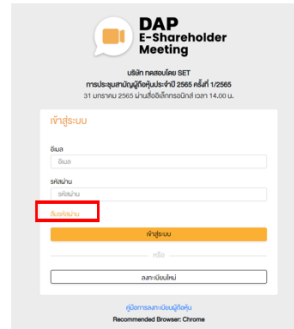 DAP
E-Shareholder
Meeting
บริษัท ทดสอบโดย SET
การประชุมสามัญผู้ถือหุ้นประจำปี 2565 ครั้งที่ 1/2565
31 มกราคม 2565 ผ่านสื่ออิเล็กทรอนิกส์ เวลา 14.00 น.
เข้าสู่ระบบ
อีเมล
อีเมล
รหัสผ่าน
รหัสผ่าน
ลืมรหัสผ่าน
เข้าสู่ระบบ
หรือ
ลงทะเบียนใหม่
คู่มือการลงทะเบียนผู้ถือหุ้น
Recommended Browser: Chrome